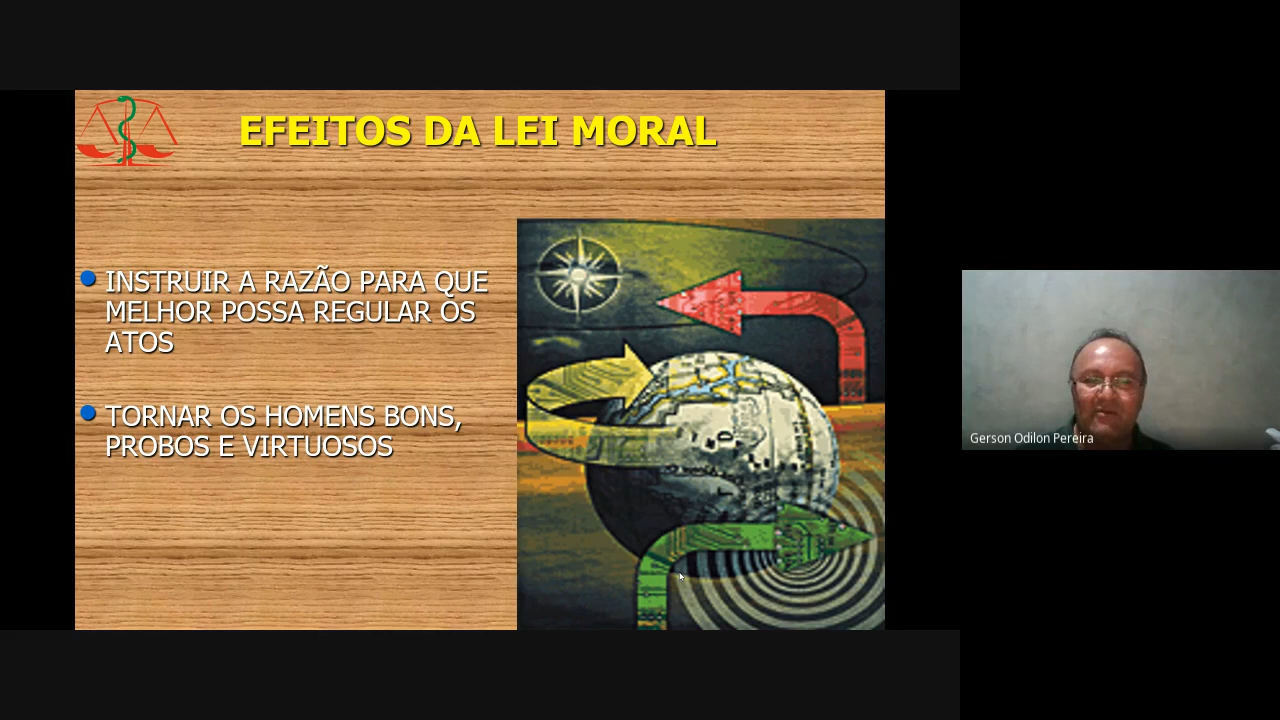 EFEITOS DA LEI MORAL
INSTRUIR A RAZÃO PARA QUE
MELHOR POSSA REGULAR OS
ATOS
TORNAR OS HOMENS BONS,
PROBOS E VIRTUOSOS
Gerson Odilon Pereira